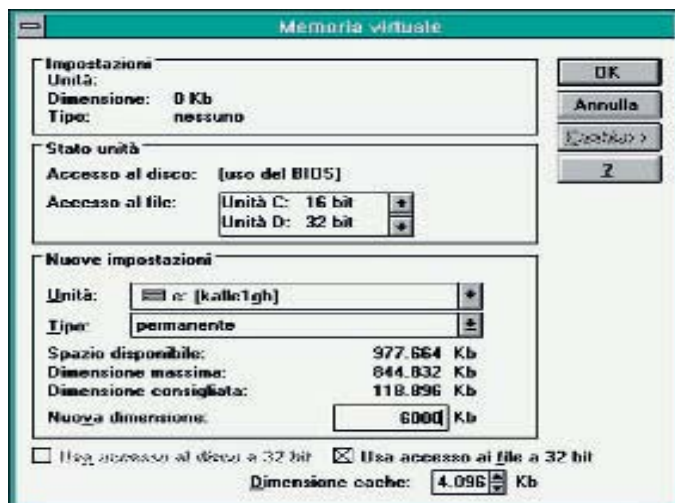 Memoria virtuale
Impostazioni
Unità:
Dimensione: 0 Kb
Tipo: nessuno
OK
Annulla
Cambia >
?
Stato unità
Accesso al disco: [uso del BIOS]
Accesso al file: Unità C: 16 bit
Unità D: 32 bit
Nuove impostazioni
Unità: e: [kalle1gh]
Tipo: permanente
Spazio disponibile: 977.664 Kb
Dimensione massima: 844.832 Kb
Dimensione consigliata: 118.896 Kb
Nuova dimensione: 6000 Kb
Usa accesso al disco a 32 bit Usa accesso ai file a 32 bit
Dimensione cache: 4.096 Kb